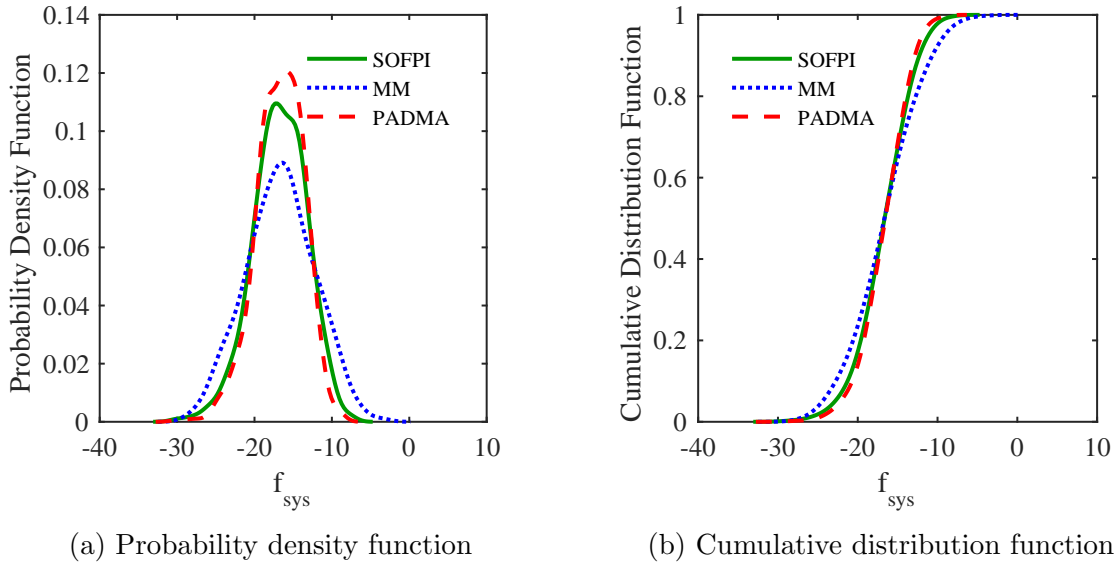 Probability Density Function
0.14
0.12
0.1
0.08
0.06
0.04
0.02
0
SOFPI
MM
PADMA
-40 -30 -20 -10 0 10
f_sys
(a) Probability density function
Cumulative Distribution Function
1
0.8
0.6
0.4
0.2
0
SOFPI
MM
PADMA
-40 -30 -20 -10 0 10
f_sys
(b) Cumulative distribution function